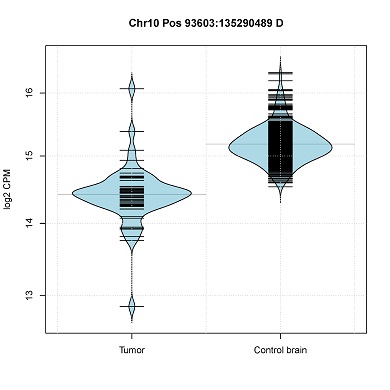 Chr10 Pos 93603:135290489 D
log2 CPM
16
15
14
13
Tumor
Control brain